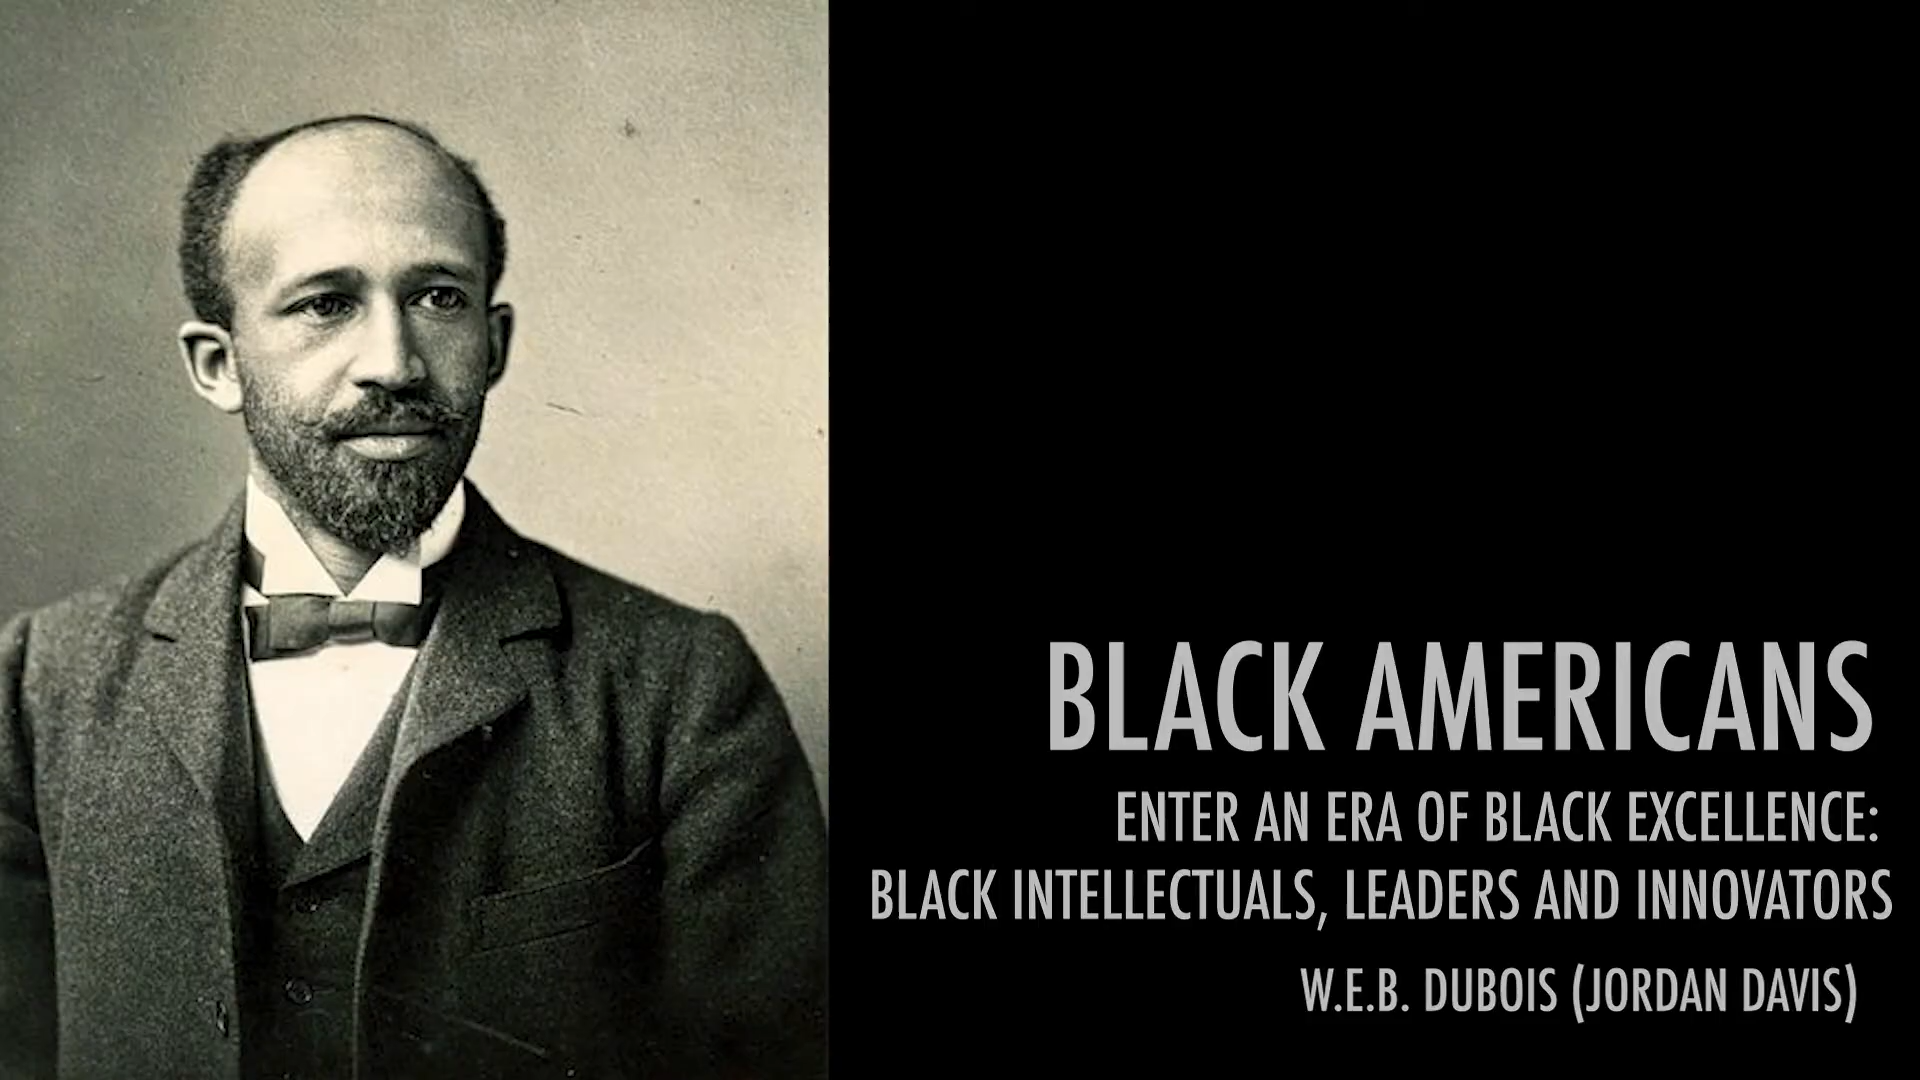 BLACK AMERICANS
ENTER AN ERA OF BLACK EXCELLENCE:
BLACK INTELLECTUALS, LEADERS AND INNOVATORS
W.E.B. DUBOIS (JORDAN DAVIS)